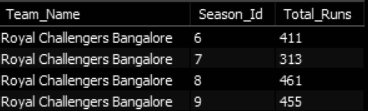 Team_Name Season_Id Total_Runs
Royal Challengers Bangalore 6 411
Royal Challengers Bangalore 7 313
Royal Challengers Bangalore 8 461
Royal Challengers Bangalore 9 455